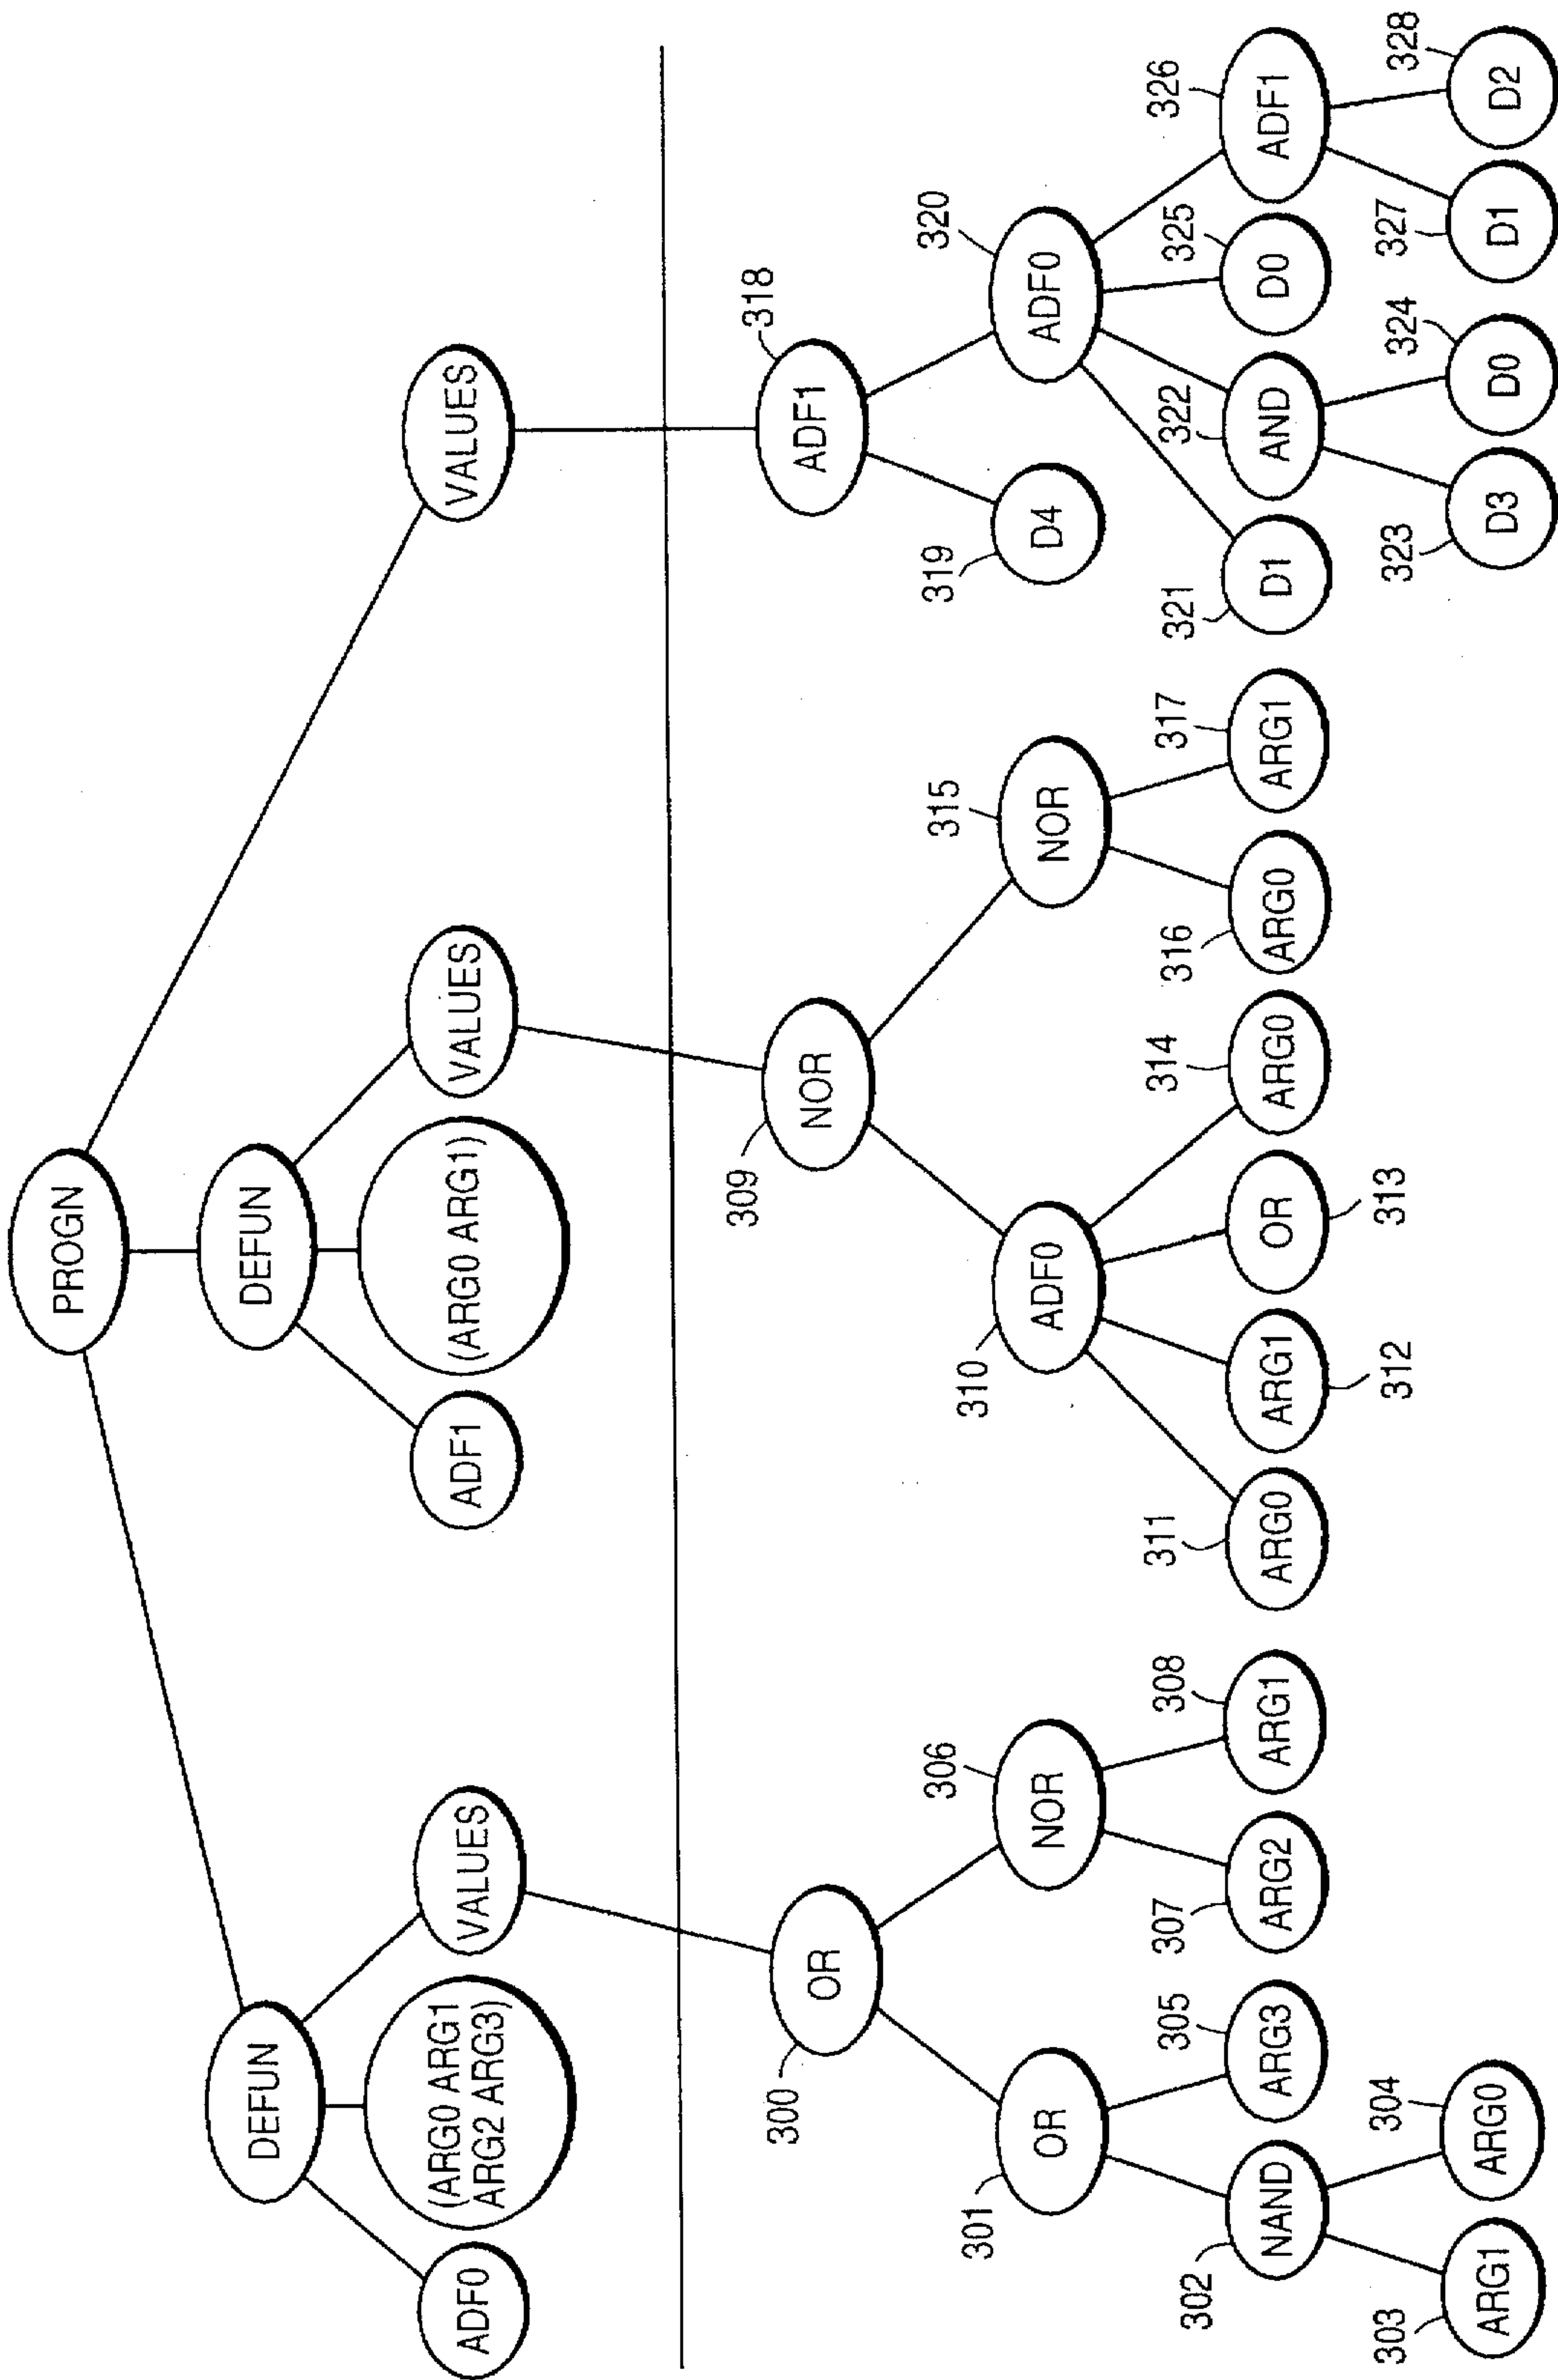 PROGN
DEFUN
DEFUN
VALUES
ADF0
(ARG0 ARG1
ARG2 ARG3)
VALUES
ADF1
(ARG0 ARG1)
VALUES
300
OR
309
NOR
ADF1
318
301
OR
306
NOR
310
ADF0
315
NOR
319
D4
ADF0
320
302
NAND
305
ARG3
307
ARG2
308
ARG1
311
ARG0
312
ARG1
313
OR
314
ARG0
316
ARG0
317
ARG1
321
D1
322
AND
325
D0
326
ADF1
303
ARG1
304
ARG0
323
D3
324
D0
327
D1
328
D2